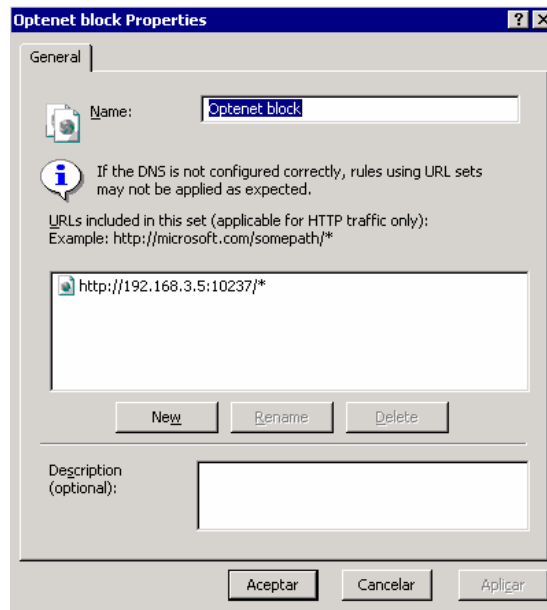 Optenet block Properties
General
Name:
Optenet block
If the DNS is not configured correctly, rules using URL sets
may not be applied as expected.
URLs included in this set (applicable for HTTP traffic only):
Example: http://microsoft.com/somepath/*
http://192.168.3.5:10237/*
New
Rename
Delete
Description
(optional):
Aceptar
Cancelar
Aplicar